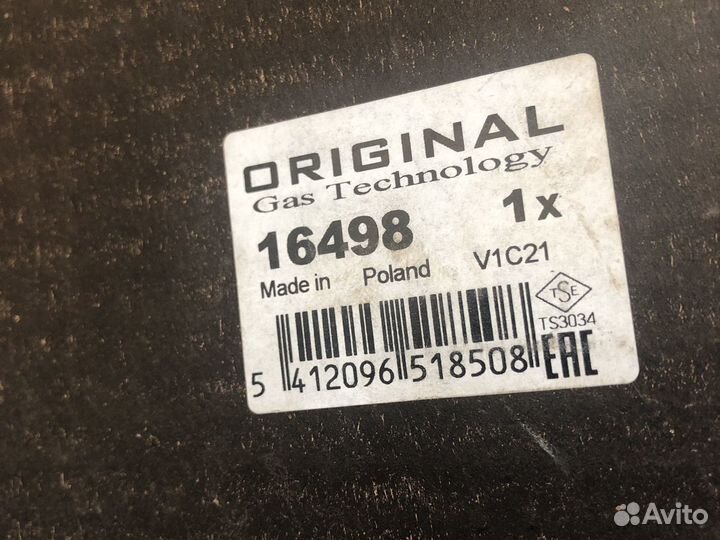 ORIGINAL
Gas Technology
16498 1x
Made in Poland V1C21
TSE
TS3034
5 412096 518508 EAC
Avito